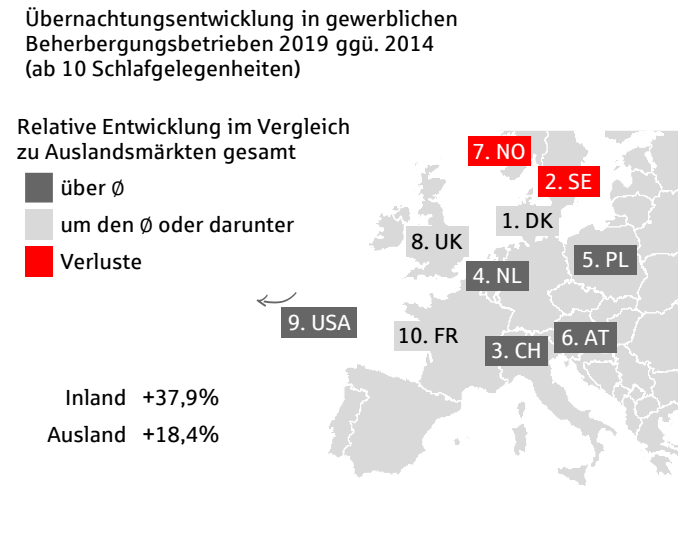 Übernachtungsentwicklung in gewerblichen
Beherbergungsbetrieben 2019 ggü. 2014
(ab 10 Schlafgelegenheiten)
Relative Entwicklung im Vergleich
zu Auslandsmärkten gesamt
über Ø
um den Ø oder darunter
Verluste
7. NO
2. SE
1. DK
8. UK
5. PL
4. NL
9. USA
10. FR
6. AT
3. CH
Inland +37,9%
Ausland +18,4%